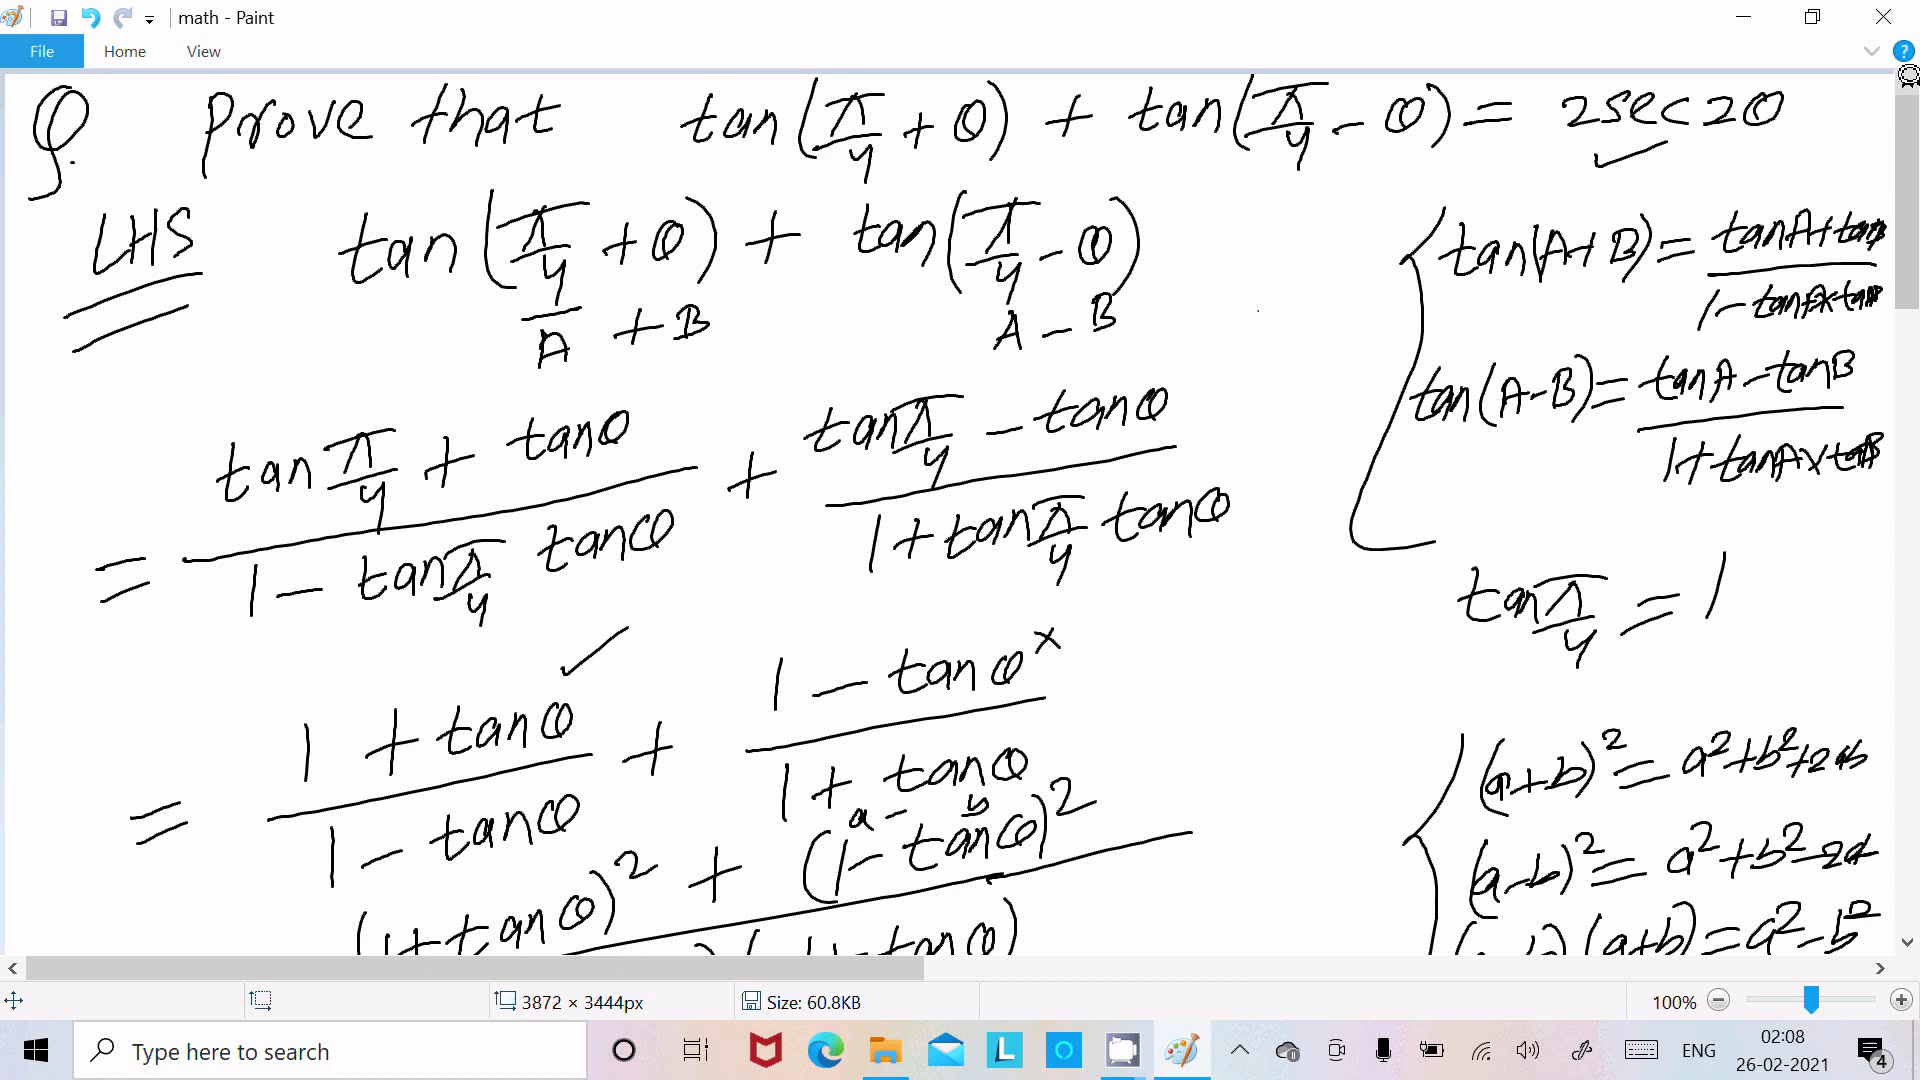 math - Paint
File Home View
Q. Prove that tan(π/4 + θ) + tan(π/4 - θ) = 2sec2θ
LHS tan(π/4 + θ) + tan(π/4 - θ)
A + B A - B
= (tan π/4 + tanθ)/(1 - tan π/4 tanθ) + (tan π/4 - tanθ)/(1 + tan π/4 tanθ)
= (1 + tanθ)/(1 - tanθ) + (1 - tanθ)/(1 + tanθ)
a - b
(1 + tanθ)² + (1 - tanθ)²
tan(A+B) = (tanA + tanB)/(1 - tanA × tanB)
tan(A-B) = (tanA - tanB)/(1 + tanA × tanB)
tan π/4 = 1
(a+b)² = a² + b² + 2ab
(a-b)² = a² + b² - 2ab
(a+b) = a² - b²
3872 × 3444px Size: 60.8KB 100%
Type here to search
ENG 02:08
26-02-2021
4